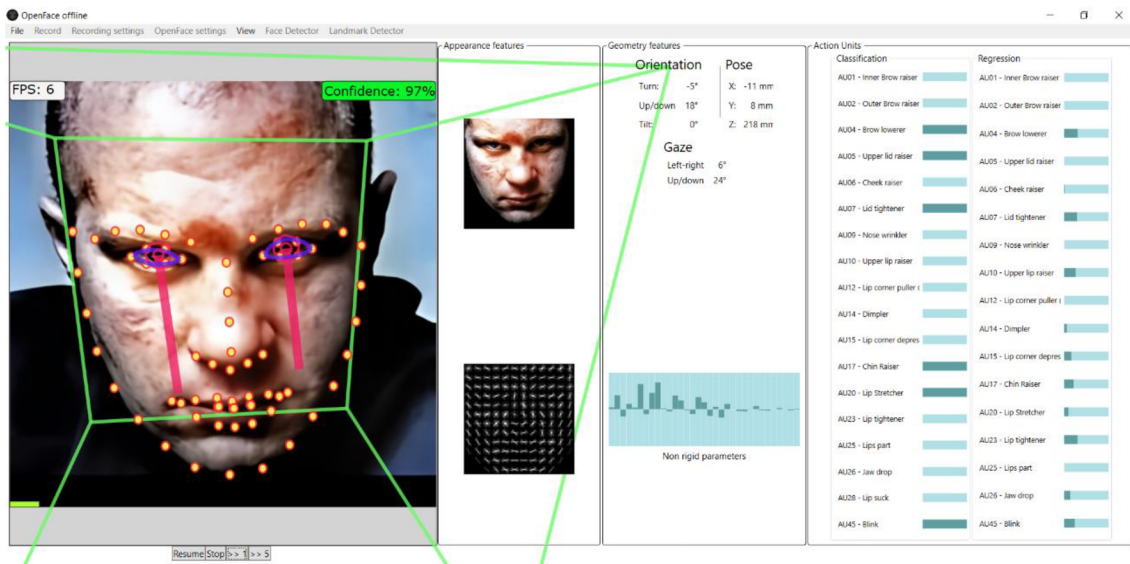 OpenFace offline
File Record Recording settings OpenFace settings View Face Detector Landmark Detector
FPS: 6
Confidence: 97%
Resume Stop >> 1 >> 5
Appearance features
Geometry features
Orientation
Turn: -5°
Up/down 18°
Tilt: 0°
Pose
X: -11 mm
Y: 8 mm
Z: 218 mm
Gaze
Left-right 6°
Up/down 24°
Non rigid parameters
Action Units
Classification
AU01 - Inner Brow raiser
AU02 - Outer Brow raiser
AU04 - Brow lowerer
AU05 - Upper lid raiser
AU06 - Cheek raiser
AU07 - Lid tightener
AU09 - Nose wrinkler
AU10 - Upper lip raiser
AU12 - Lip corner puller (
AU14 - Dimpler
AU15 - Lip corner depres
AU17 - Chin Raiser
AU20 - Lip Stretcher
AU23 - Lip tightener
AU25 - Lips part
AU26 - Jaw drop
AU28 - Lip suck
AU45 - Blink
Regression
AU01 - Inner Brow raiser
AU02 - Outer Brow raiser
AU04 - Brow lowerer
AU05 - Upper lid raiser
AU06 - Cheek raiser
AU07 - Lid tightener
AU09 - Nose wrinkler
AU10 - Upper lip raiser
AU12 - Lip corner puller (
AU14 - Dimpler
AU15 - Lip corner depres
AU17 - Chin Raiser
AU20 - Lip Stretcher
AU23 - Lip tightener
AU25 - Lips part
AU26 - Jaw drop
AU45 - Blink